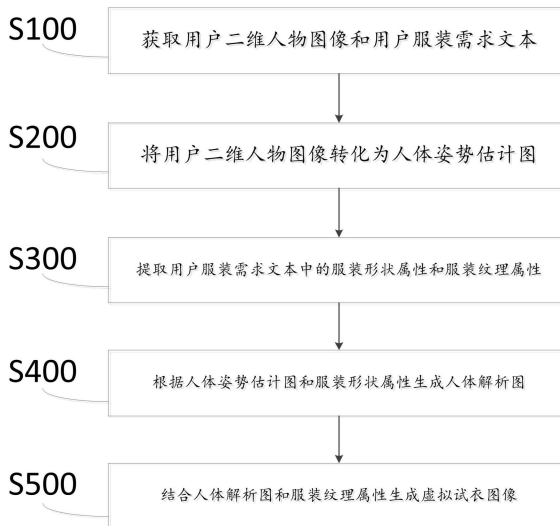 S100
获取用户二维人物图像和用户服装需求文本
S200
将用户二维人物图像转化为人体姿势估计图
S300
提取用户服装需求文本中的服装形状属性和服装纹理属性
S400
根据人体姿势估计图和服装形状属性生成人体解析图
S500
结合人体解析图和服装纹理属性生成虚拟试衣图像